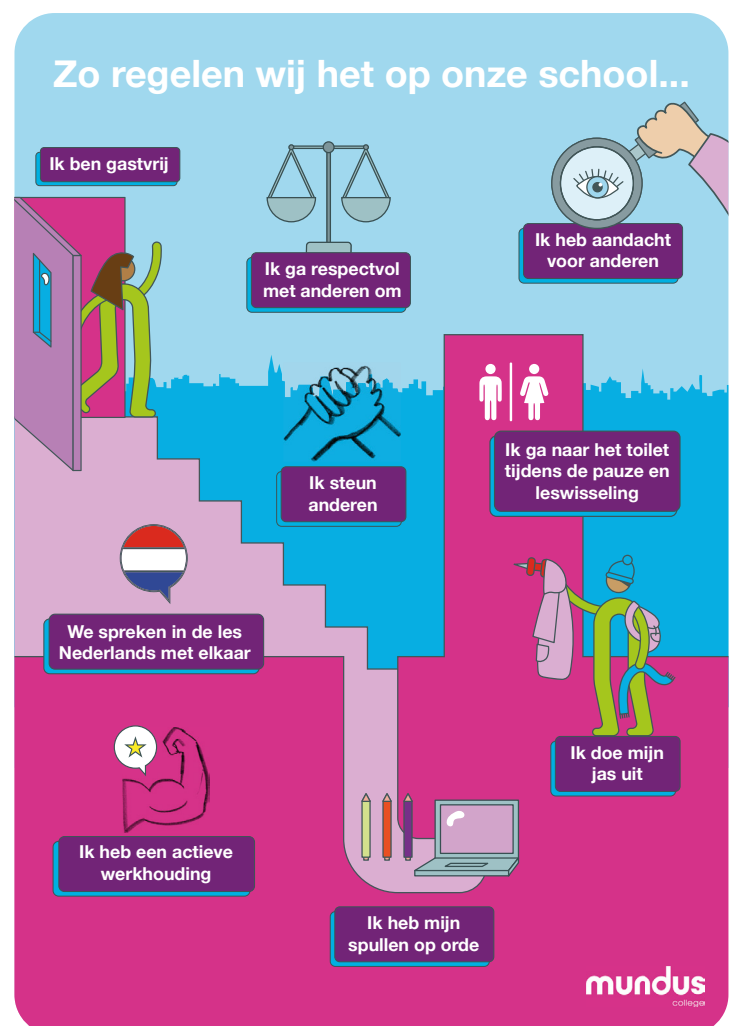 Zo regelen wij het op onze school...
Ik ben gastvrij
Ik ga respectvol
met anderen om
Ik heb aandacht
voor anderen
Ik steun
anderen
Ik ga naar het toilet
tijdens de pauze en
leswisseling
We spreken in de les
Nederlands met elkaar
Ik doe mijn
jas uit
Ik heb een actieve
werkhouding
Ik heb mijn
spullen op orde
mundus
college